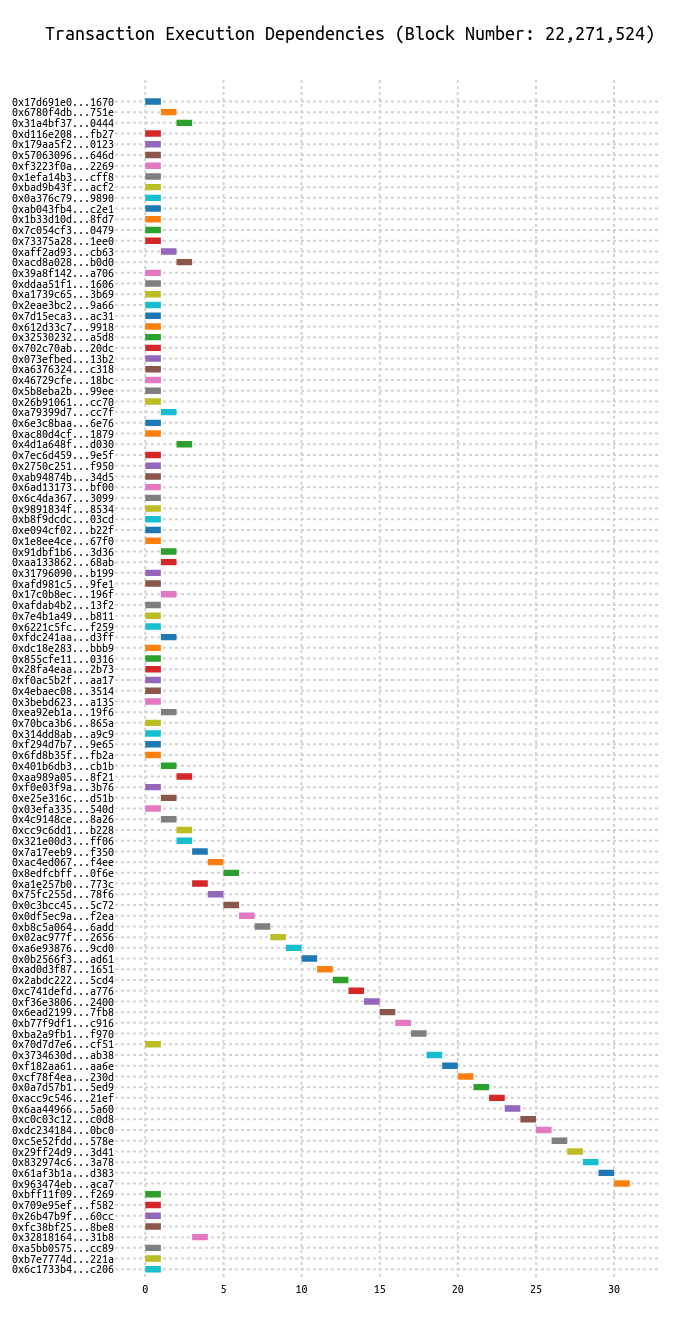 Transaction Execution Dependencies (Block Number: 22,271,524)
0x17d691e0...1670
0x6780f4db...751e
0x31a4bf37...0444
0xd116e208...fb27
0x179aa5f2...0123
0x57063096...646d
0xf3223f0a...2269
0x1efa14b3...cff8
0xbad9b43f...acf2
0x0a376c79...9890
0xab043fb4...c2e1
0x1b33d10d...8fd7
0x7c054cf3...0479
0x73375a28...1ee0
0xaff2ad93...cb63
0xacd8a028...b0d0
0x39a8f142...a706
0xddaa51f1...1606
0xa1739c65...3b69
0x2eae3bc2...9a66
0x7d15eca3...ac31
0x612d33c7...9918
0x32530232...a5d8
0x702c70ab...20dc
0x073efbed...13b2
0xa6376324...c318
0x46729cfe...18bc
0x5b8eba2b...99ee
0x26b91061...cc70
0xa79399d7...cc7f
0x6e3c8baa...6e76
0xac80d4cf...1879
0x4d1a648f...d030
0x7ec6d459...9e5f
0x2750c251...f950
0xab94874b...34d5
0x6ad13173...bf00
0x6c4da367...3099
0x9891834f...8534
0xb8f9dcdc...03cd
0xe094cf02...b22f
0x1e8ee4ce...67f0
0x91dbf1b6...3d36
0xaa133862...68ab
0x31796090...b199
0xafd981c5...9fe1
0x17c0b8ec...196f
0xafdab4b2...13f2
0x7e4b1a49...b811
0x6221c5fc...f259
0xfdc241aa...d3ff
0xdc18e283...bbb9
0x855cfe11...0316
0x28fa4eaa...2b73
0xf0ac5b2f...aa17
0x4ebaec08...3514
0x3bebd623...a135
0xea92eb1a...19f6
0x70bca3b6...865a
0x314dd8ab...a9c9
0xf294d7b7...9e65
0x6fd8b35f...fb2a
0x401b6db3...cb1b
0xaa989a05...8f21
0xf0e03f9a...3b76
0xe25e316c...d51b
0x03efa335...540d
0x4c9148ce...8a26
0xcc9c6dd1...b228
0x321e00d3...ff06
0x7a17eeb9...f350
0xac4ed067...f4ee
0x8edfcbff...0f6e
0xa1e257b0...773c
0x75fc255d...78f6
0x0c3bcc45...5c72
0x0df5ec9a...f2ea
0xb8c5a064...6add
0x02ac977f...2656
0xa6e93876...9cd0
0x0b2566f3...ad61
0xad0d3f87...1651
0x2abdc222...5cd4
0xc741defd...a776
0xf36e3806...2400
0x6ead2199...7fb8
0xb77f9df1...c916
0xba2a9fb1...f970
0x70d7d7e6...cf51
0x3734630d...ab38
0xf182aa61...aa6e
0xcf78f4ea...230d
0x0a7d57b1...5ed9
0xacc9c546...21ef
0x6aa44966...5a60
0xc0c03c12...c0d8
0xdc234184...0bc0
0xc5e52fdd...578e
0x29ff24d9...3d41
0x832974c6...3a78
0x61af3b1a...d383
0x963474eb...aca7
0xbff11f09...f269
0x709e95ef...f582
0x26b47b9f...60cc
0xfc38bf25...8be8
0x32818164...31b8
0xa5bb0575...cc89
0xb7e7774d...221a
0x6c1733b4...c206
0 5 10 15 20 25 30